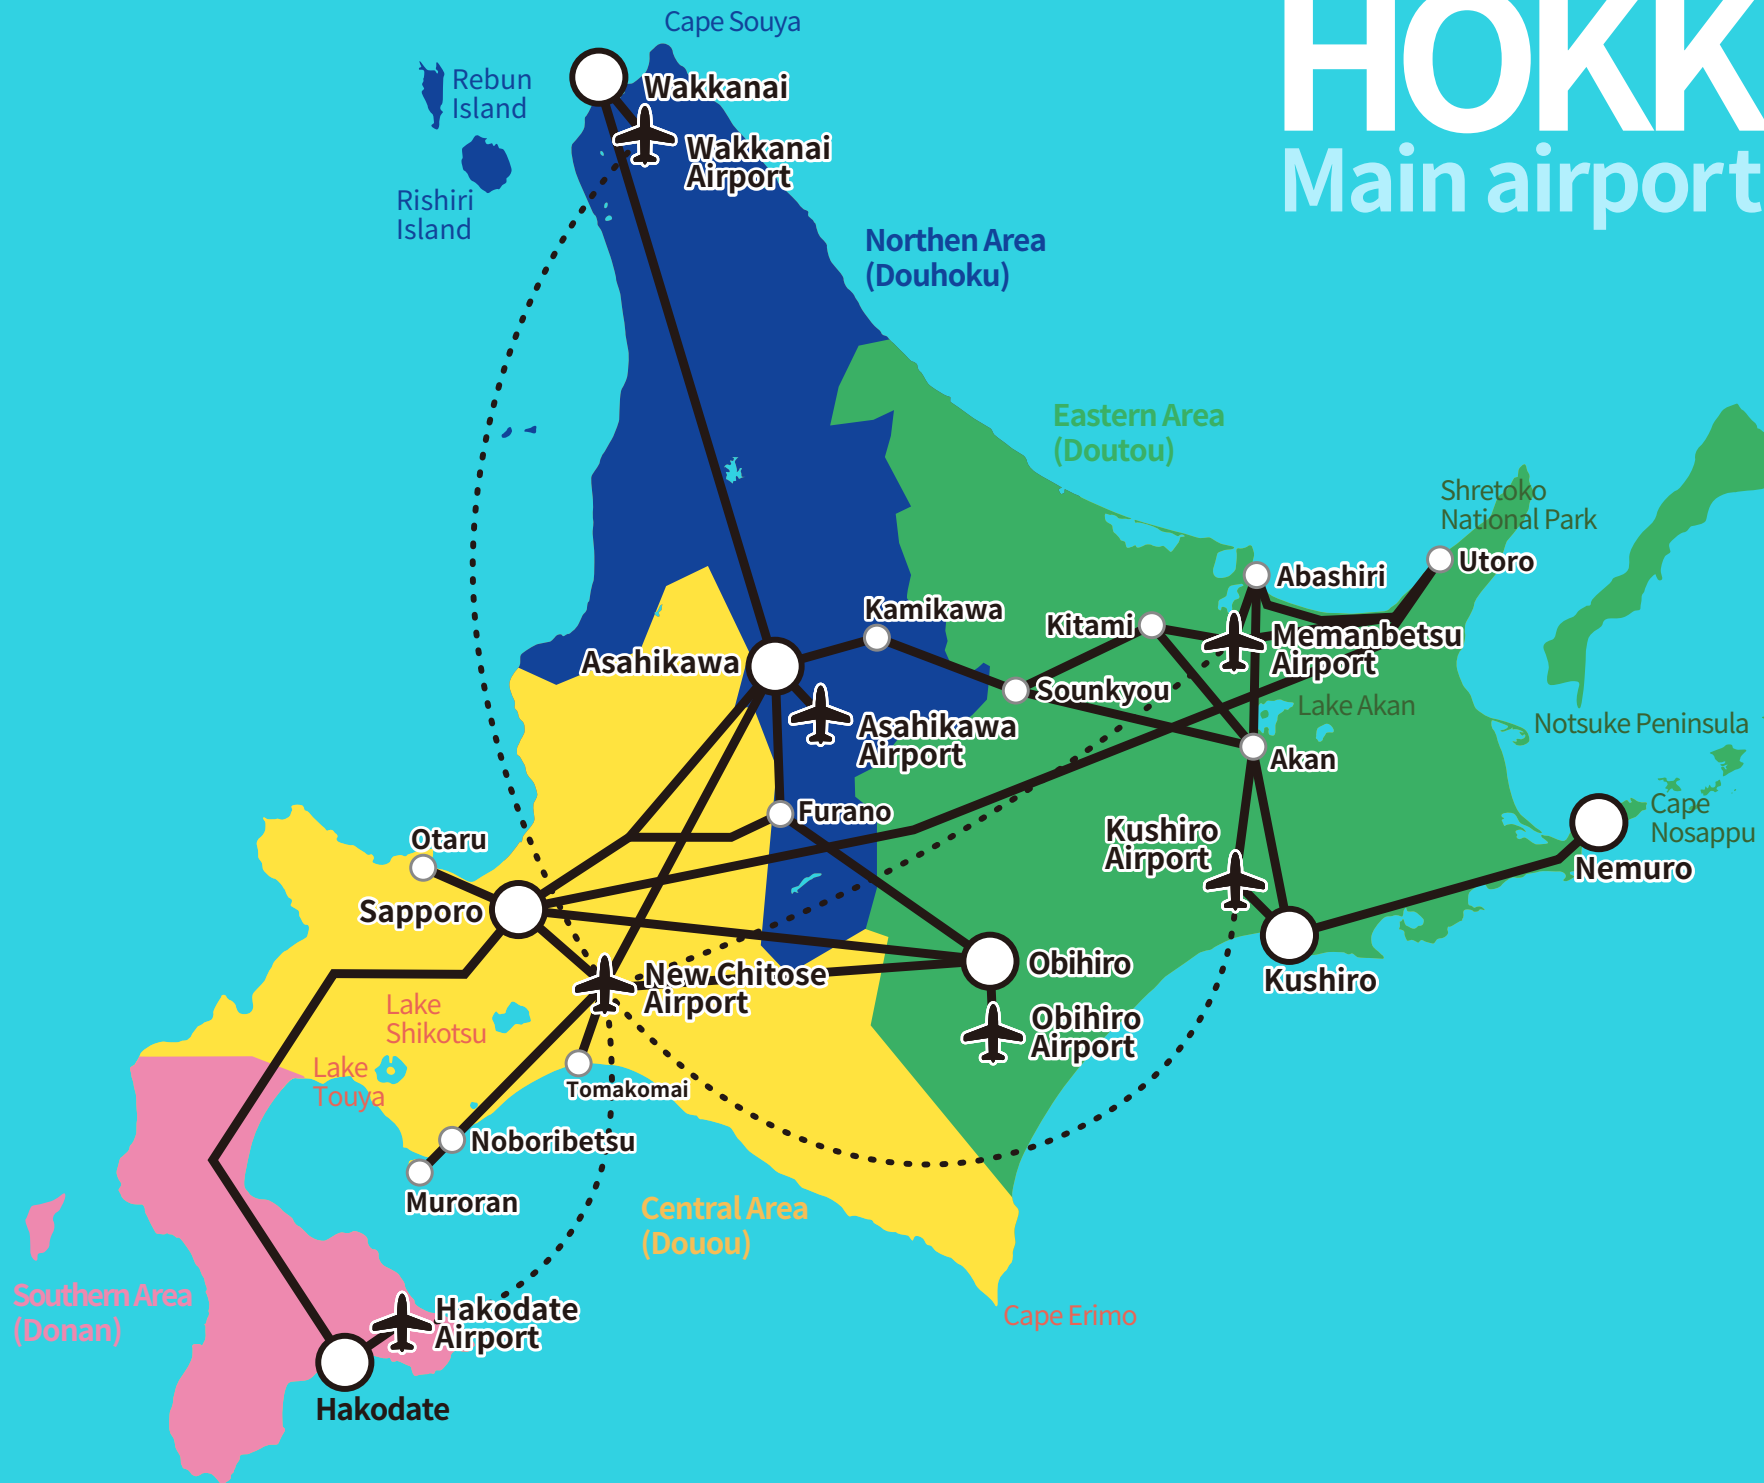 HOKK
Main airport
Cape Souya
Wakkanai
Rebun
Island
Wakkanai
Airport
Rishiri
Island
Northen Area
(Douhoku)
Eastern Area
(Doutou)
Shretoko
National Park
Utoro
Abashiri
Kamikawa
Kitami
Memanbetsu
Airport
Asahikawa
Sounkyou
Lake Akan
Notsuke Peninsula
Asahikawa
Airport
Akan
Furano
Cape
Nosappu
Kushiro
Airport
Otaru
Nemuro
Sapporo
Obihiro
New Chitose
Airport
Kushiro
Lake
Shikotsu
Obihiro
Airport
Lake
Touya
Tomakomai
Noboribetsu
Muroran
Central Area
(Douou)
Southern Area
(Donan)
Hakodate
Airport
Cape Erimo
Hakodate